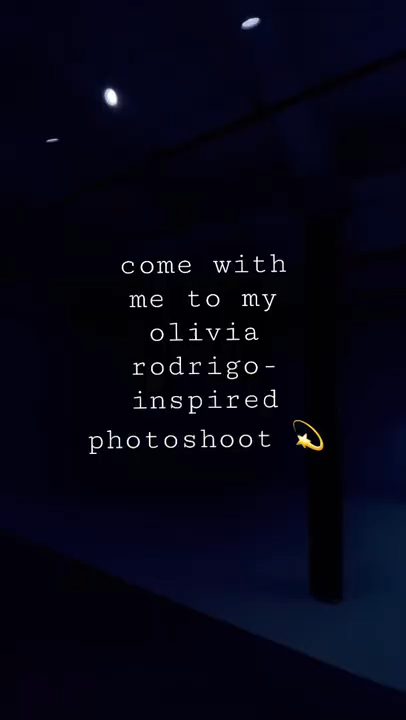 come with
me to my
olivia
rodrigo-
inspired
photoshoot 💫